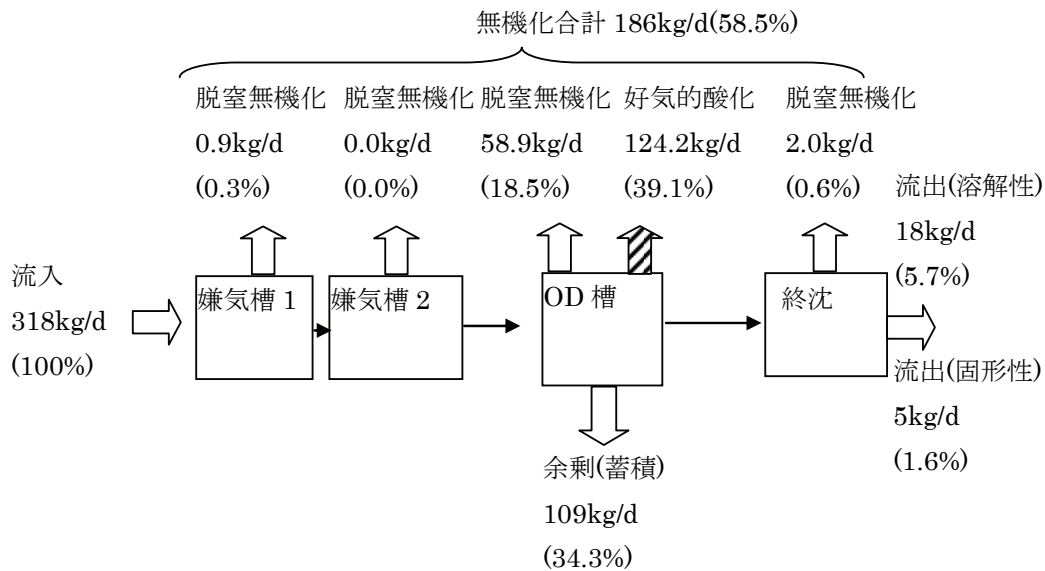 無機化合計 186kg/d(58.5%)
脱窒無機化
0.9kg/d
(0.3%)
脱窒無機化
0.0kg/d
(0.0%)
脱窒無機化
58.9kg/d
(18.5%)
好気的酸化
124.2kg/d
(39.1%)
脱窒無機化
2.0kg/d
(0.6%)
流出(溶解性)
18kg/d
(5.7%)
流入
318kg/d
(100%)
嫌気槽 1
嫌気槽 2
OD 槽
終沈
流出(固形性)
5kg/d
(1.6%)
余剰(蓄積)
109kg/d
(34.3%)